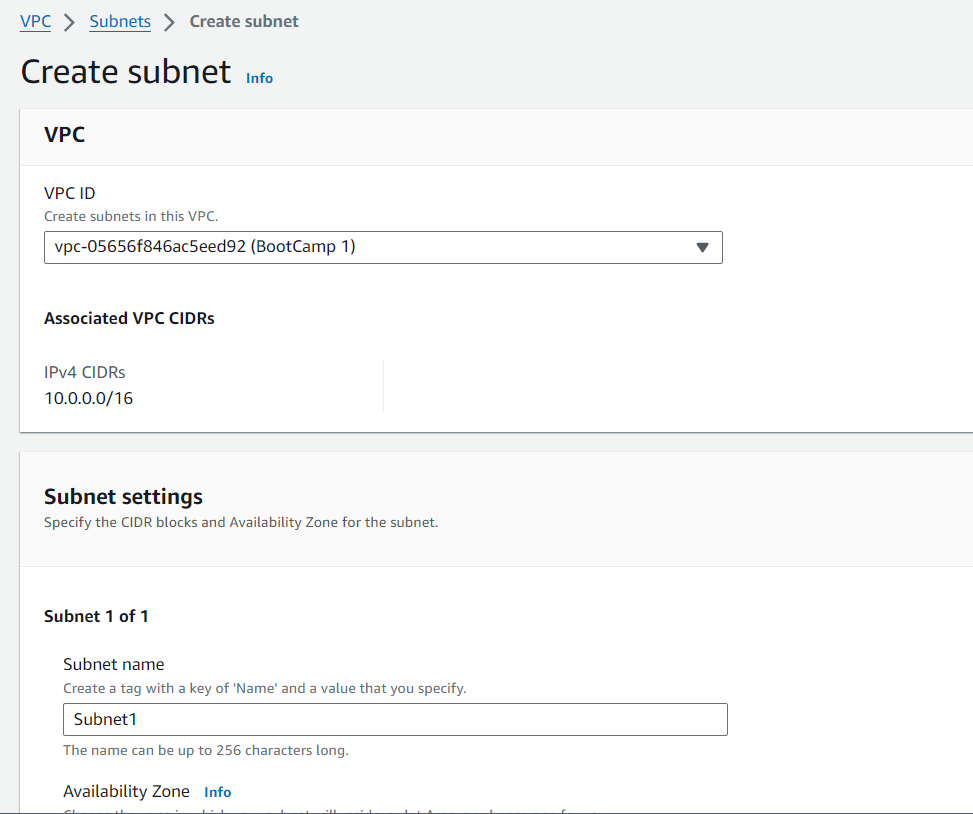 VPC > Subnets > Create subnet
Create subnet Info
VPC
VPC ID
Create subnets in this VPC.
vpc-05656f846ac5eed92 (BootCamp 1)
Associated VPC CIDRs
IPv4 CIDRs
10.0.0.0/16
Subnet settings
Specify the CIDR blocks and Availability Zone for the subnet.
Subnet 1 of 1
Subnet name
Create a tag with a key of 'Name' and a value that you specify.
Subnet1
The name can be up to 256 characters long.
Availability Zone Info